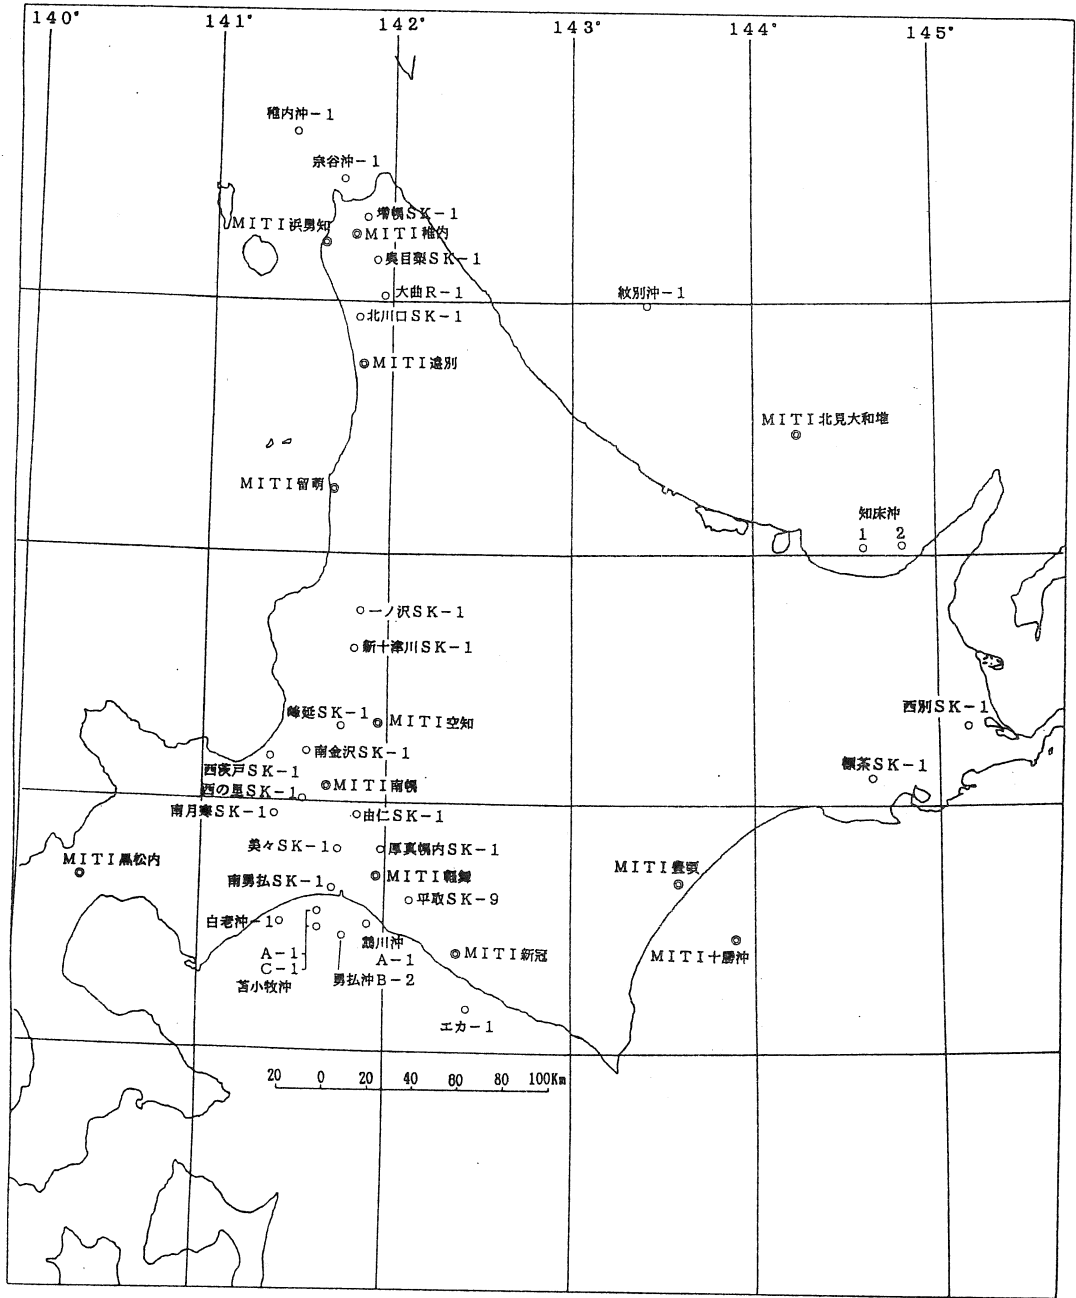 140°
141°
142°
143°
144°
145°
稚内沖－1
宗谷沖－1
増幌SK－1
MITI浜勇知
MITI稚内
奥目梨SK－1
大曲R－1
紋別沖－1
北川口SK－1
MITI遠別
MITI北見大和堆
MITI留萌
知床沖
1 2
一ノ沢SK－1
新十津川SK－1
峰延SK－1
MITI空知
西別SK－1
南金沢SK－1
西茨戸SK－1
頓茶SK－1
MITI南幌
西の里SK－1
南月寒SK－1
由仁SK－1
美々SK－1
厚真幌内SK－1
MITI黒松内
MITI豊頃
MITI軽舞
南勇払SK－1
平取SK－9
白老沖－1
鵡川沖
A－1
A－1
C－1
苫小牧沖
勇払沖B－2
MITI新冠
MITI十勝沖
エカ－1
20 0 20 40 60 80 100Km